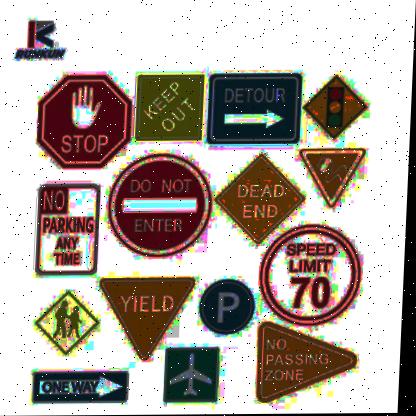 STOP
KEEP
OUT
DETOUR
NO
PARKING
ANY
TIME
DO NOT
ENTER
DEAD
END
SPEED
LIMIT
70
YIELD
P
NO
PASSING
ZONE
ONE WAY